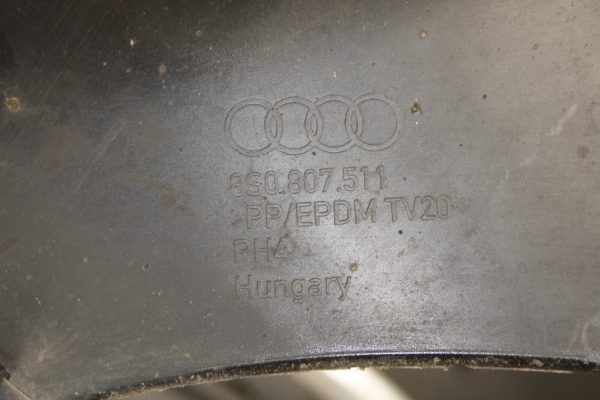 8S0.807.511
>PP/EPDM TV20<
RH4
Hungary